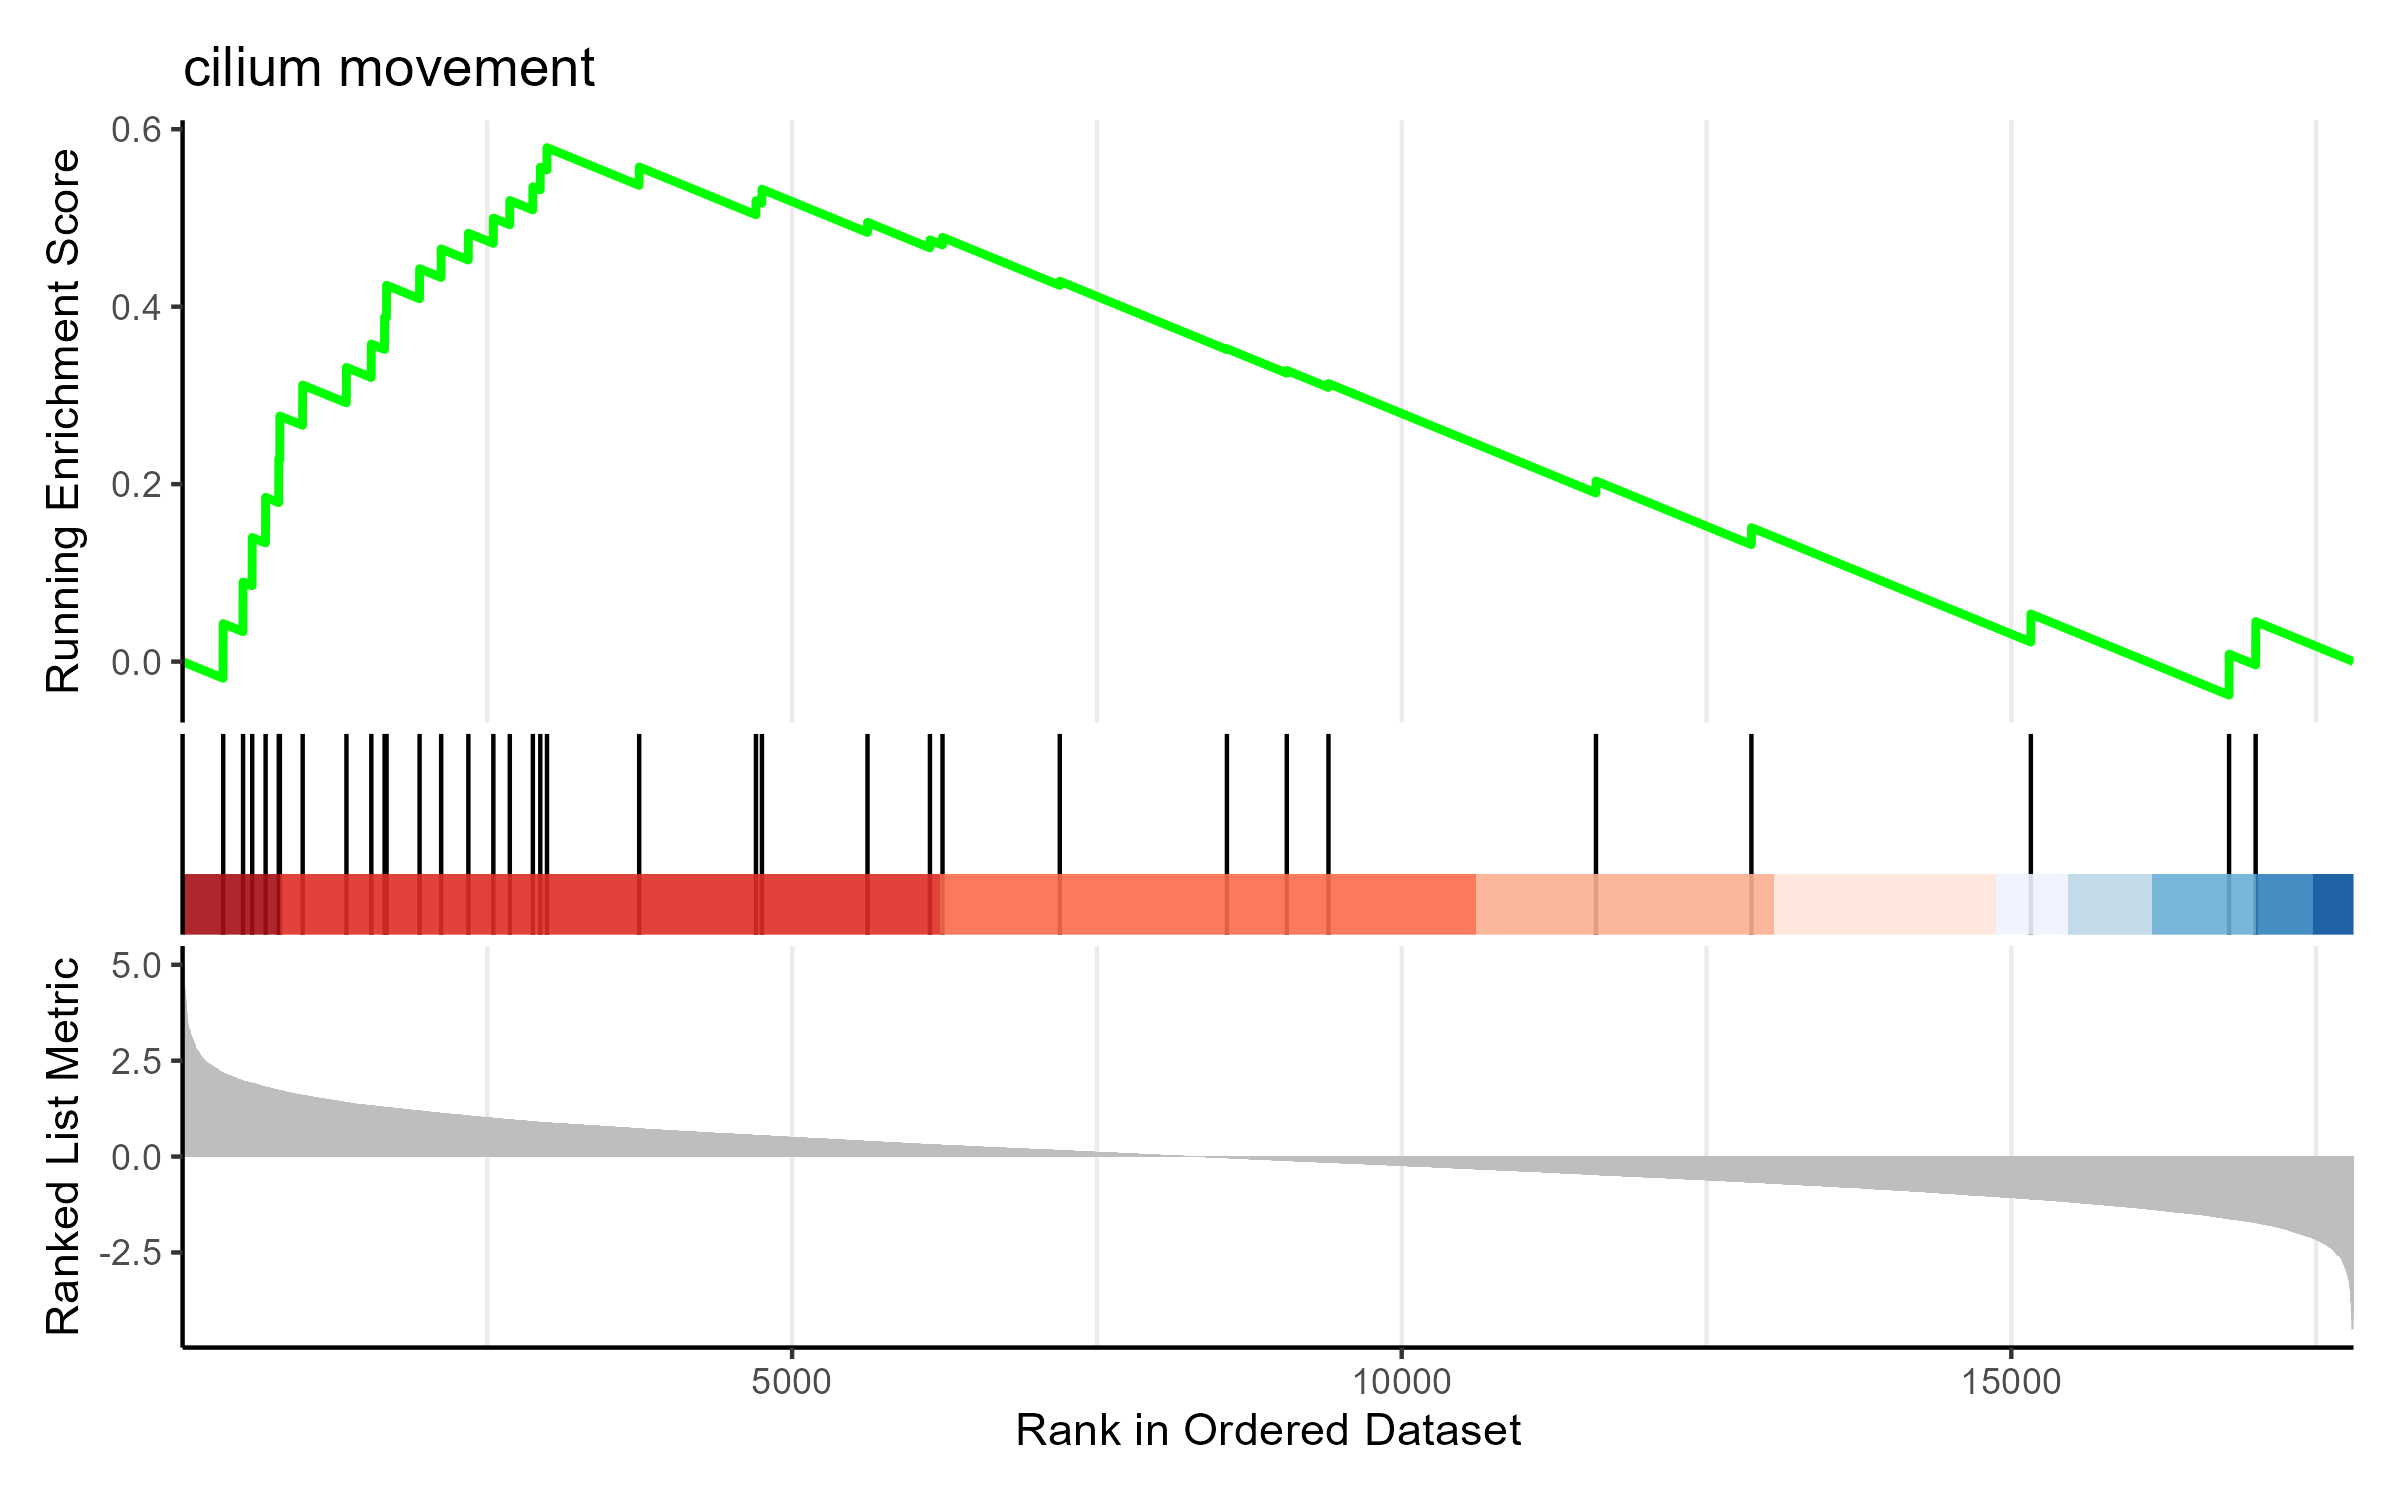 cilium movement
Running Enrichment Score
0.6
0.4
0.2
0.0
Ranked List Metric
5.0
2.5
0.0
-2.5
5000 10000 15000
Rank in Ordered Dataset